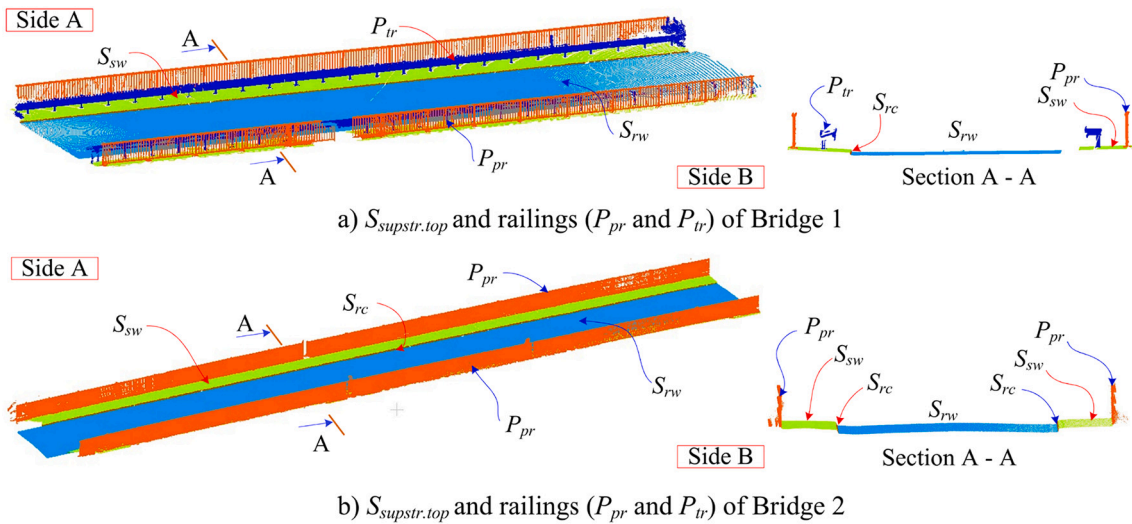 Side A
A
P_tr
S_sw
S_rw
P_pr
A
Side B
P_tr
S_rc
S_rw
P_pr
S_sw
Section A - A
a) S_supstr.top and railings (P_pr and P_tr) of Bridge 1
Side A
P_pr
S_rc
A
S_sw
S_rw
P_pr
A
Side B
P_pr
S_sw
S_rc
S_rw
S_rc
S_sw
P_pr
Section A - A
b) S_supstr.top and railings (P_pr and P_tr) of Bridge 2